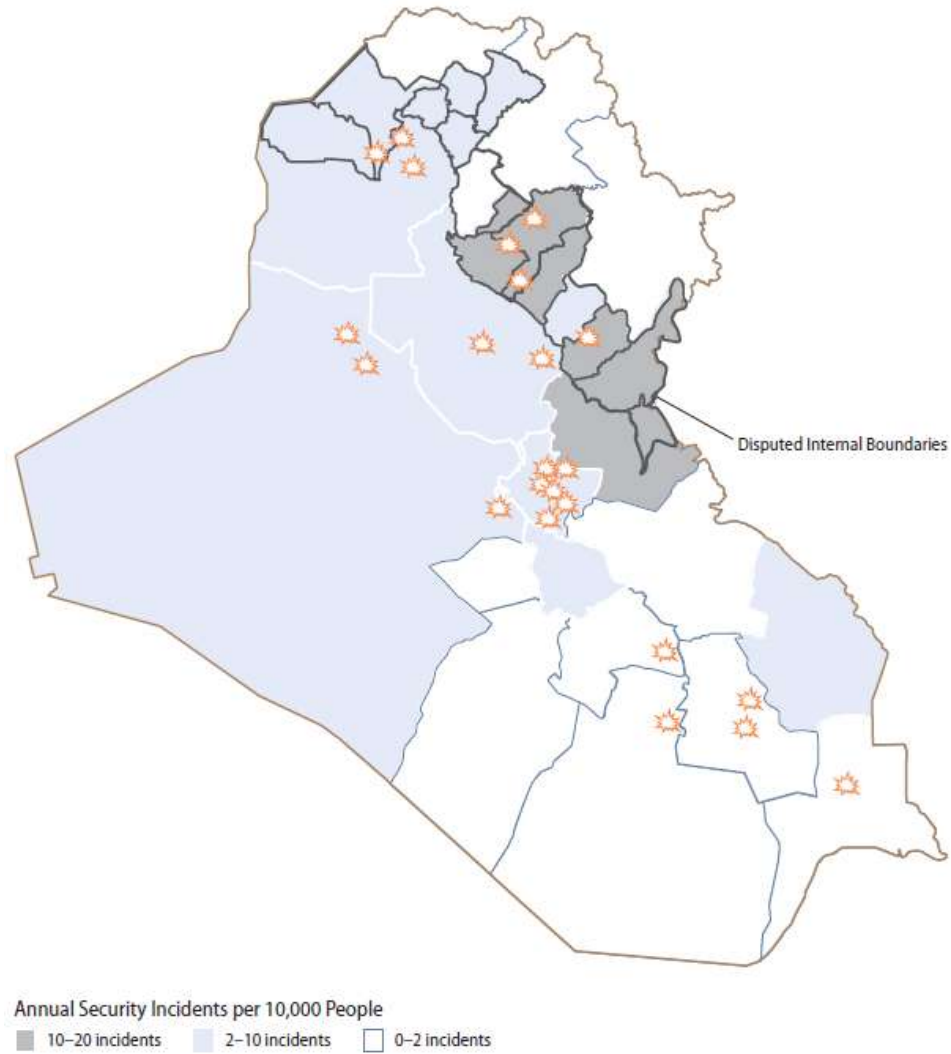 Disputed Internal Boundaries
Annual Security Incidents per 10,000 People
10–20 incidents 2–10 incidents 0–2 incidents